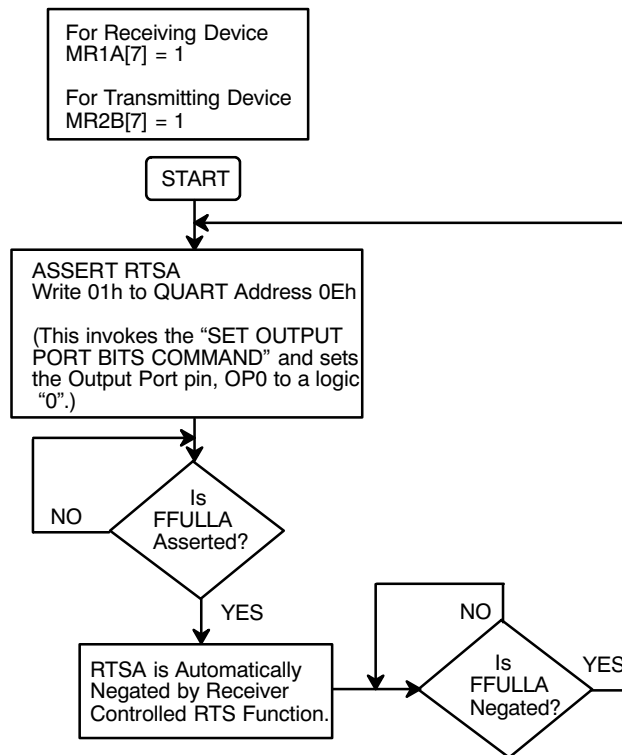 For Receiving Device
MR1A[7] = 1
For Transmitting Device
MR2B[7] = 1
START
ASSERT RTSA
Write 01h to QUART Address 0Eh
(This invokes the “SET OUTPUT
PORT BITS COMMAND” and sets
the Output Port pin, OP0 to a logic
“0”.)
Is
FFULLA
Asserted?
NO
YES
RTSA is Automatically
Negated by Receiver
Controlled RTS Function.
NO
Is
FFULLA
Negated?
YES